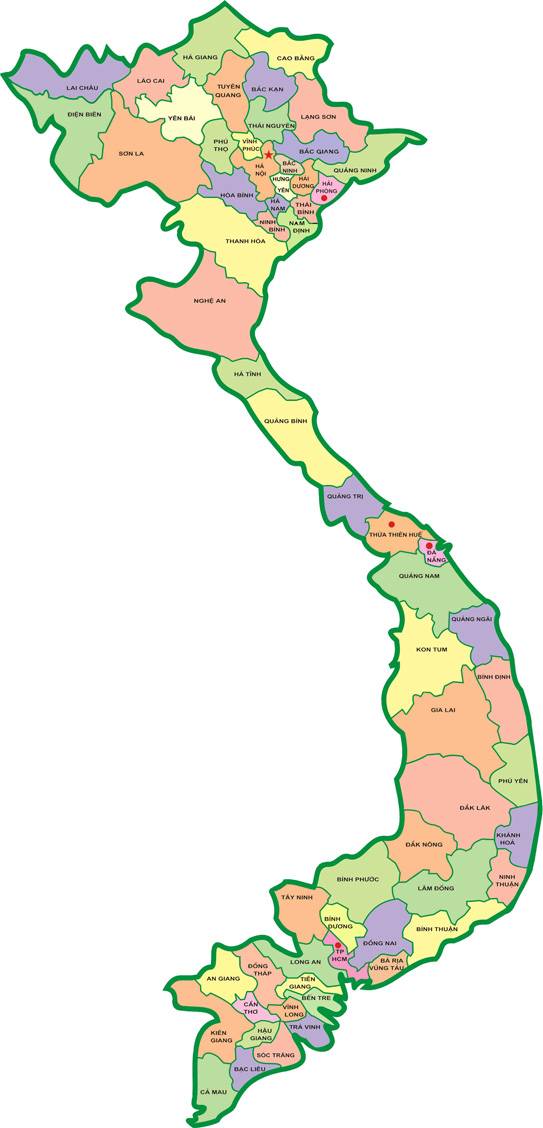 HÀ GIANG
CAO BẰNG
LAI CHÂU
LÀO CAI
TUYÊN
QUANG
BẮC KẠN
ĐIỆN BIÊN
YÊN BÁI
THÁI NGUYÊN
LẠNG SƠN
SƠN LA
PHÚ
THỌ
VĨNH
PHÚC
BẮC GIANG
HÀ
NỘI
BẮC
NINH
QUẢNG NINH
HƯNG
YÊN
HẢI
DƯƠNG
HẢI
PHÒNG
HÒA BÌNH
HÀ
NAM
THÁI
BÌNH
NINH
BÌNH
NAM
ĐỊNH
THANH HÓA
NGHỆ AN
HÀ TĨNH
QUẢNG BÌNH
QUẢNG TRỊ
THỪA THIÊN HUẾ
ĐÀ
NẴNG
QUẢNG NAM
QUẢNG NGÃI
KON TUM
BÌNH ĐỊNH
GIA LAI
PHÚ YÊN
ĐẮK LẮK
KHÁNH
HOÀ
ĐẮK NÔNG
BÌNH PHƯỚC
LÂM ĐỒNG
NINH
THUẬN
TÂY NINH
BÌNH
DƯƠNG
BÌNH THUẬN
ĐỒNG NAI
TP
HCM
LONG AN
BÀ RỊA
VŨNG TÀU
ĐỒNG
THÁP
AN GIANG
TIỀN
GIANG
BẾN TRE
CẦN
THƠ
VĨNH
LONG
TRÀ VINH
KIÊN
GIANG
HẬU
GIANG
SÓC TRĂNG
BẠC LIÊU
CÀ MAU